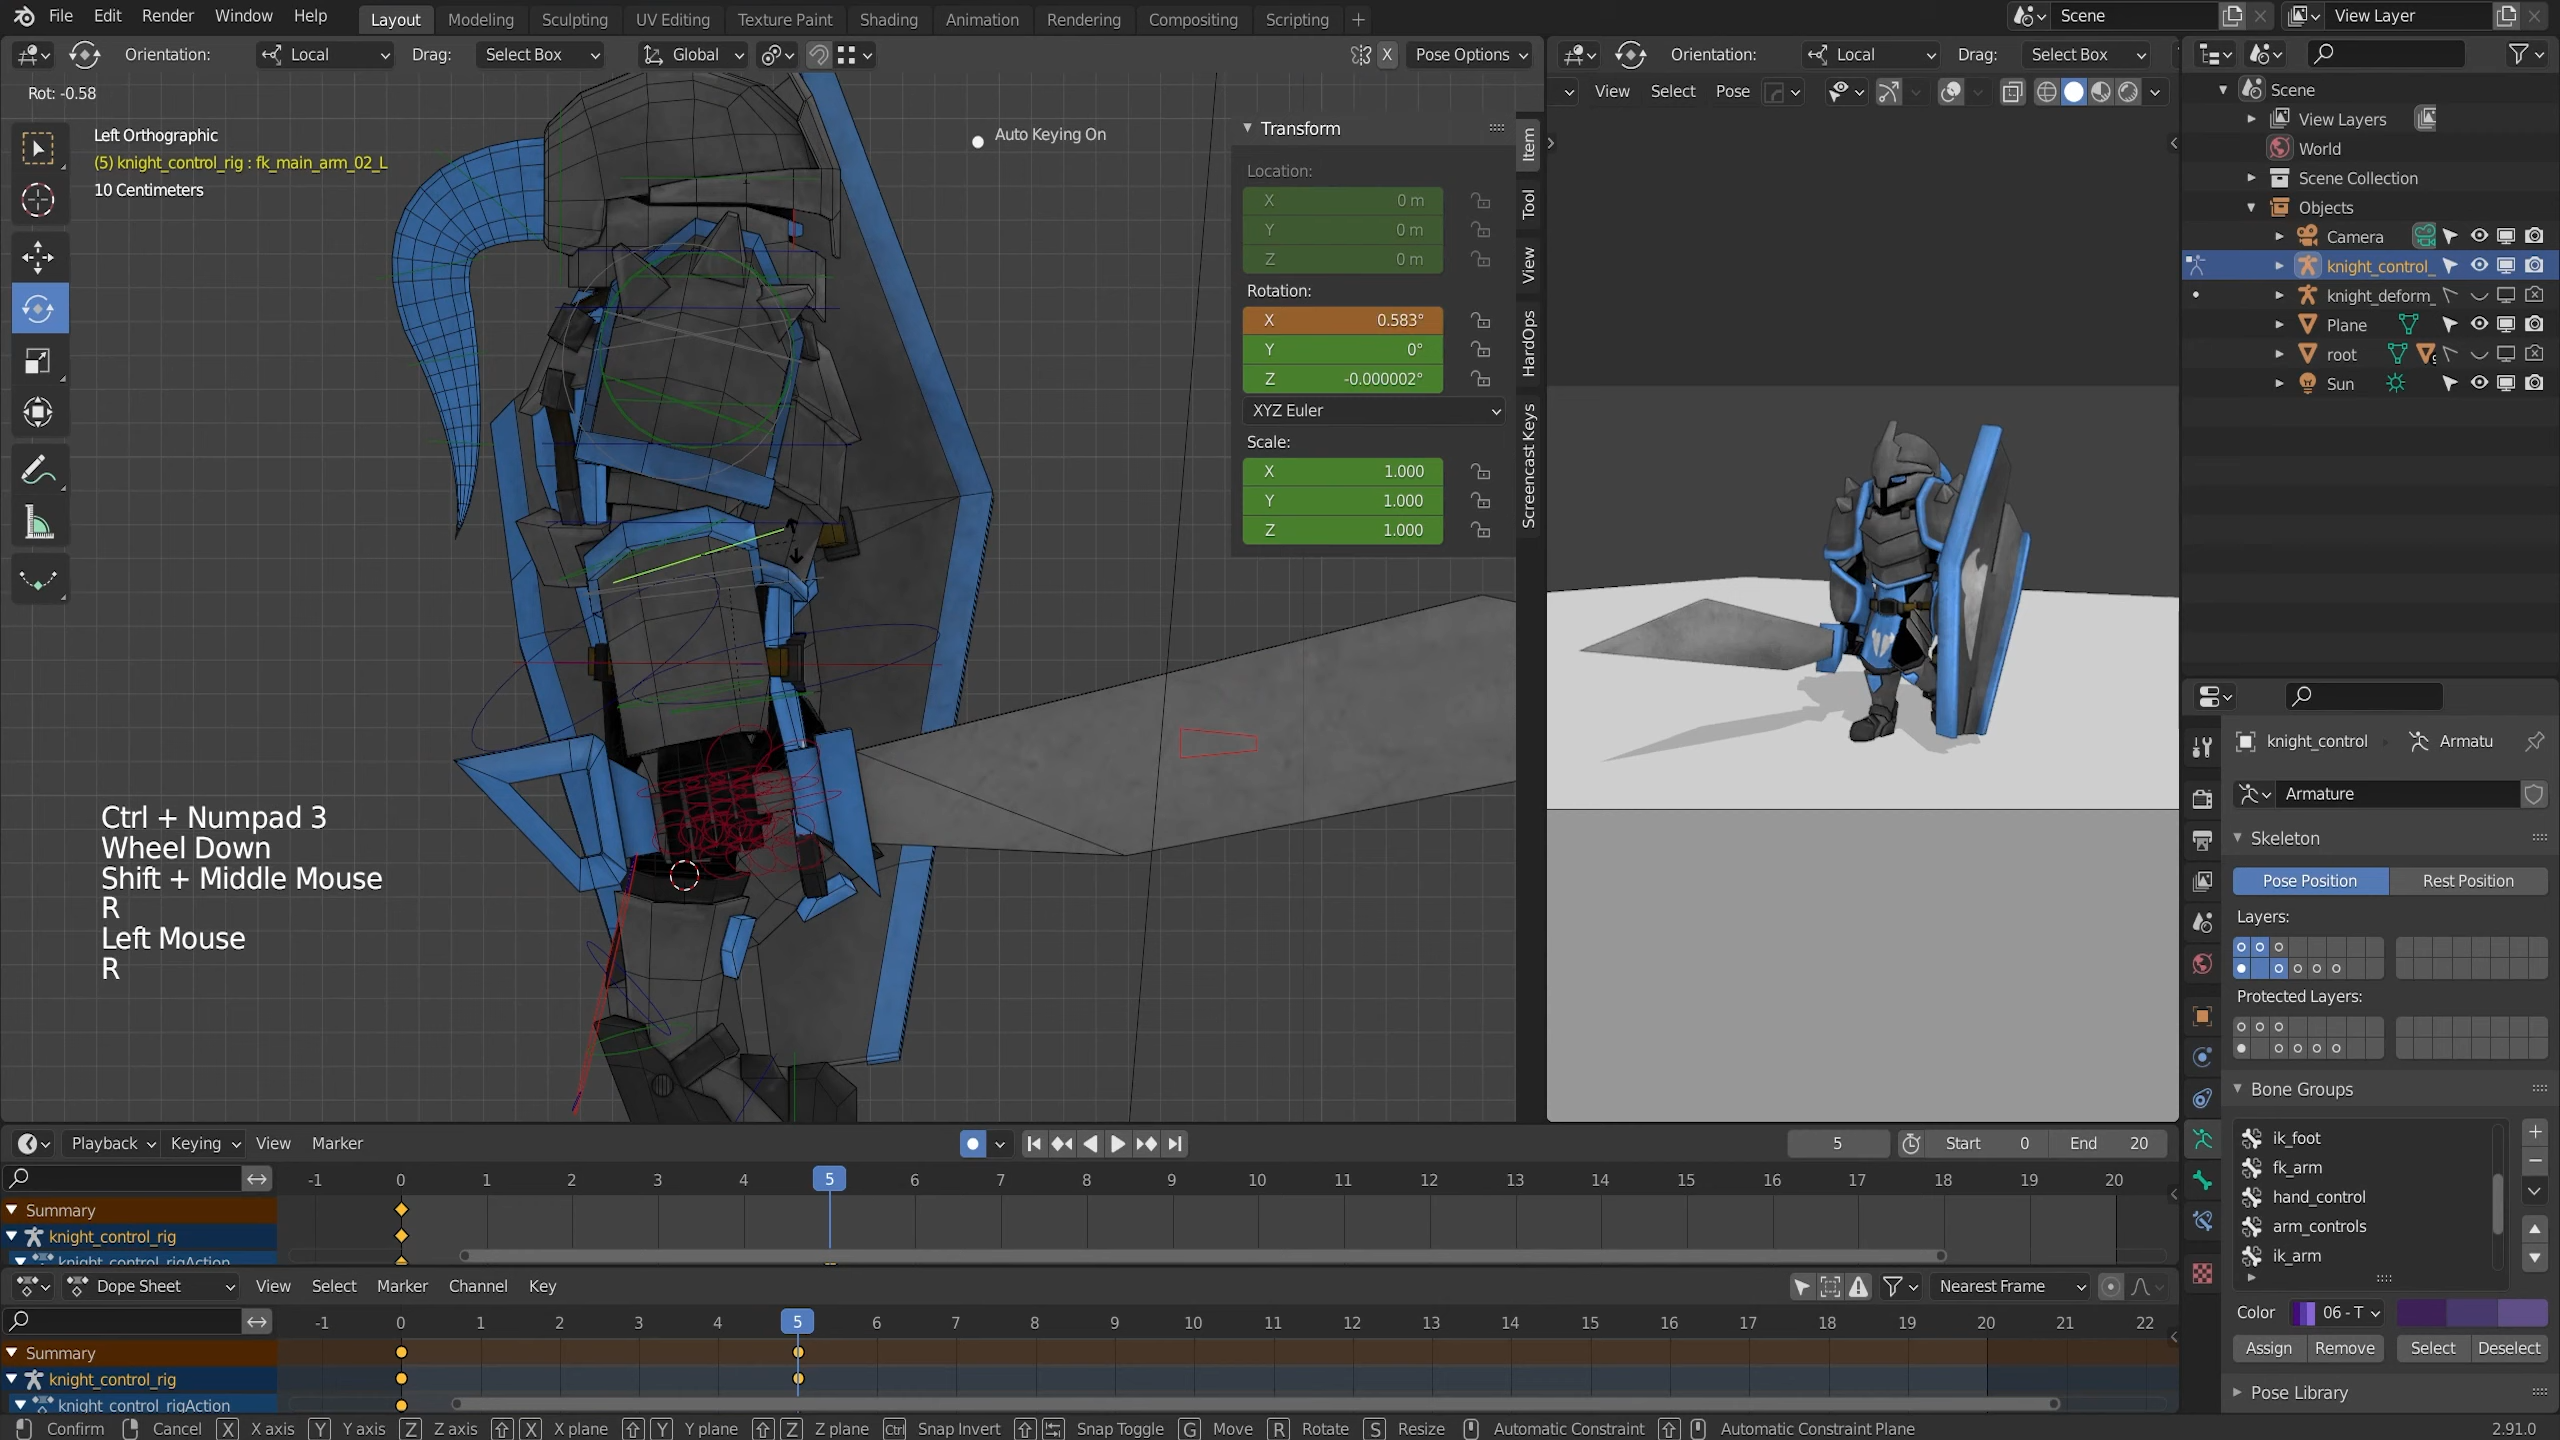 File Edit Render Window Help Layout Modeling Sculpting UV Editing Texture Paint Shading Animation Rendering Compositing Scripting Scene View Layer
Orientation: Local Drag: Select Box Global X Pose Options Orientation: Local Drag: Select Box
View Select Pose
Rot: -0.58
Left Orthographic
(5) knight_control_rig : fk_main_arm_02_L
10 Centimeters
Auto Keying On
Transform
Location:
X 0 m
Y 0 m
Z 0 m
Rotation:
X 0.583°
Y 0°
Z -0.000002°
XYZ Euler
Scale:
X 1.000
Y 1.000
Z 1.000
Item
Tool
View
HardOps
Screencast Keys
Scene
View Layers
World
Scene Collection
Objects
Camera
knight_control_
knight_deform_
Plane
root
Sun
Ctrl + Numpad 3
Wheel Down
Shift + Middle Mouse
R
Left Mouse
R
knight_control Armatu
Armature
Skeleton
Pose Position Rest Position
Layers:
Protected Layers:
Bone Groups
ik_foot
fk_arm
hand_control
arm_controls
ik_arm
Color 06 - T
Assign Remove Select Deselect
Pose Library
Playback Keying View Marker 5 Start 0 End 20
-1 0 1 2 3 4 5 6 7 8 9 10 11 12 13 14 15 16 17 18 19 20
Summary
knight_control_rig
knight_control_rigAction
Dope Sheet View Select Marker Channel Key Nearest Frame
-1 0 1 2 3 4 5 6 7 8 9 10 11 12 13 14 15 16 17 18 19 20 21 22
Summary
knight_control_rig
knight_control_rigAction
Confirm Cancel X X axis Y Y axis Z Z axis X X plane Y Y plane Z Z plane Ctrl Snap Invert Snap Toggle G Move R Rotate S Resize Automatic Constraint Automatic Constraint Plane 2.91.0